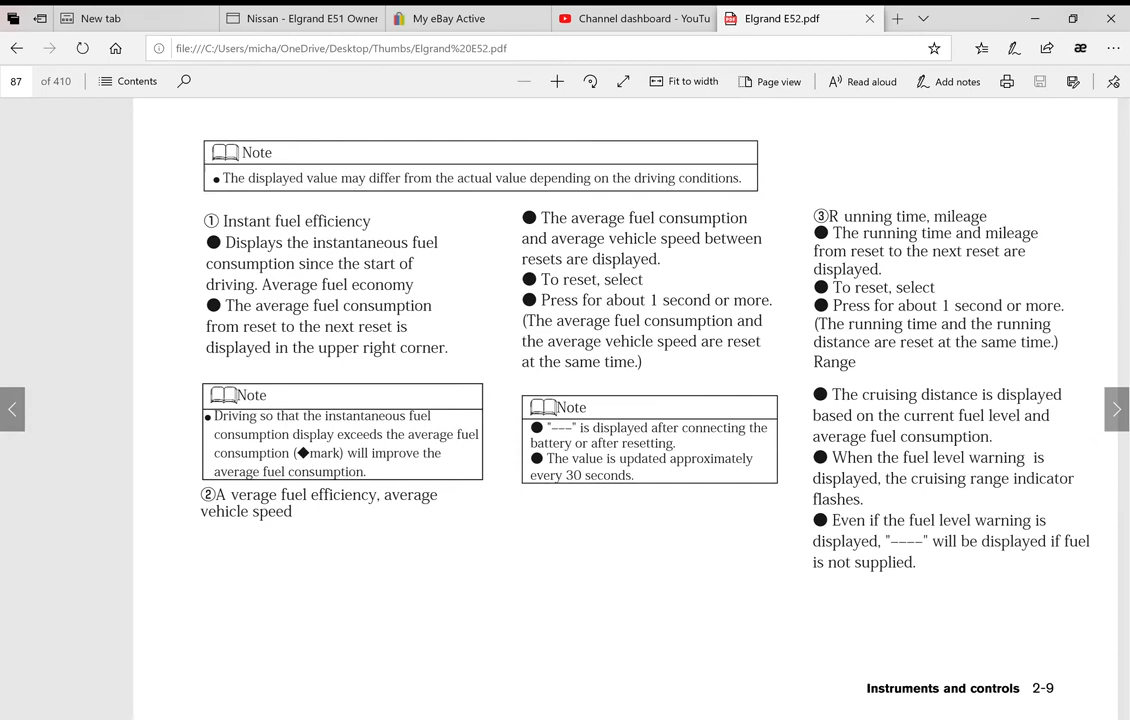 New tab
Nissan - Elgrand E51 Owner
My eBay Active
Channel dashboard - YouTu
Elgrand E52.pdf
file:///C:/Users/micha/OneDrive/Desktop/Thumbs/Elgrand%20E52.pdf
87 of 410
Contents
Fit to width
Page view
Read aloud
Add notes
Note
● The displayed value may differ from the actual value depending on the driving conditions.
① Instant fuel efficiency
● Displays the instantaneous fuel
consumption since the start of
driving. Average fuel economy
● The average fuel consumption
from reset to the next reset is
displayed in the upper right corner.
Note
● Driving so that the instantaneous fuel
consumption display exceeds the average fuel
consumption (◆mark) will improve the
average fuel consumption.
②A verage fuel efficiency, average
vehicle speed
● The average fuel consumption
and average vehicle speed between
resets are displayed.
● To reset, select
● Press for about 1 second or more.
(The average fuel consumption and
the average vehicle speed are reset
at the same time.)
Note
● "---" is displayed after connecting the
battery or after resetting.
● The value is updated approximately
every 30 seconds.
③R unning time, mileage
● The running time and mileage
from reset to the next reset are
displayed.
● To reset, select
● Press for about 1 second or more.
(The running time and the running
distance are reset at the same time.)
Range
● The cruising distance is displayed
based on the current fuel level and
average fuel consumption.
● When the fuel level warning is
displayed, the cruising range indicator
flashes.
● Even if the fuel level warning is
displayed, "----" will be displayed if fuel
is not supplied.
Instruments and controls 2-9